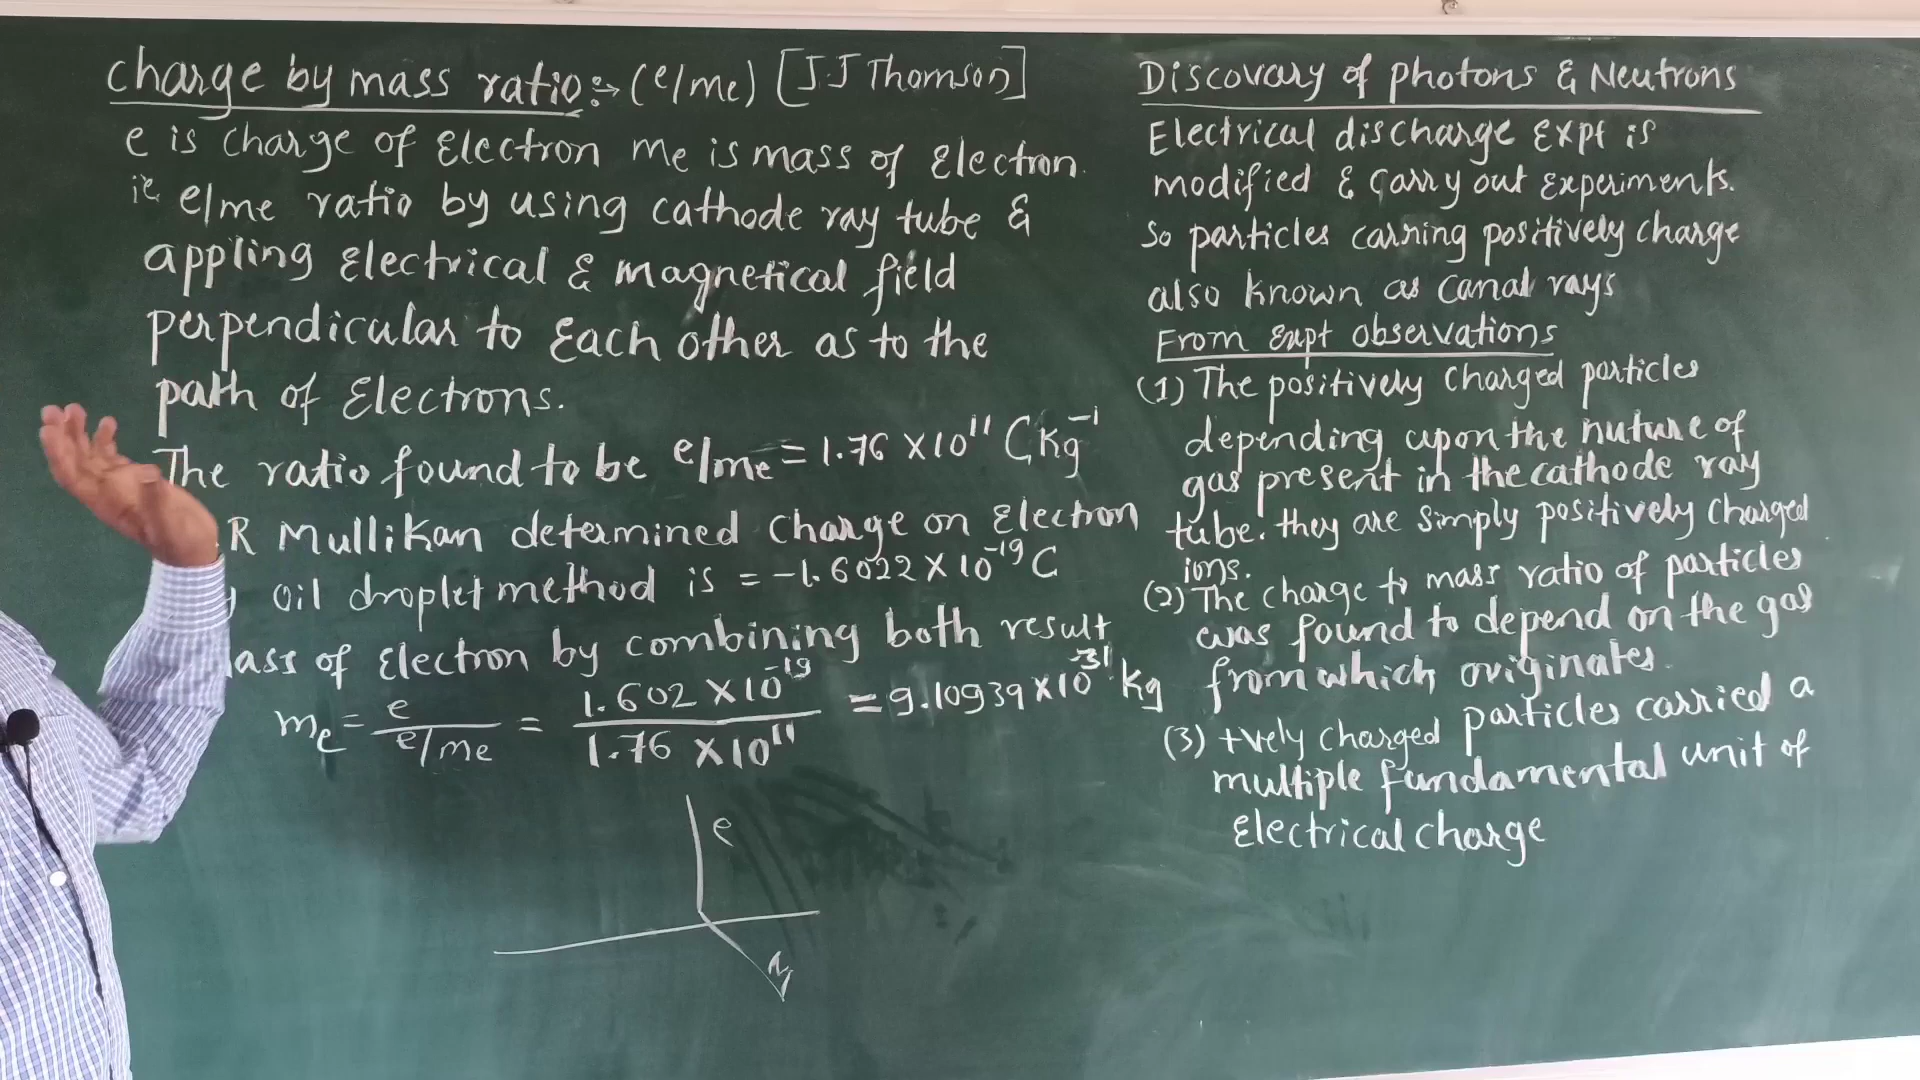 charge by mass ratio:→ (e/me) [J.J Thomson]
e is charge of Electron me is mass of Electron.
ie e/me ratio by using cathode ray tube &
appling Electrical & magnetical field
perpendicular to Each other as to the
path of Electrons.
The ratio found to be e/me = 1.76 ×10¹¹ C kg⁻¹
R Mullikan determined Charge on Electron
oil droplet method is = -1.6022 × 10⁻¹⁹ C
ass of Electron by combining both result
me = e / e/me = 1.602 × 10⁻¹⁹ / 1.76 × 10¹¹ = 9.10939 × 10⁻³¹ kg
e
Discovary of photons & Neutrons
Electrical discharge Expt is
modified & carry out Experiments.
So particles carring positively charge
also known as canal rays
From Expt observations
(1) The positively Charged particles
depending upon the nuture of
gas present in the cathode ray
tube. they are simply positively charged
ions.
(2) The charge to mass ratio of particles
was found to depend on the gas
from which originates.
(3) +vely charged particles carried a
multiple fundamental unit of
Electrical charge